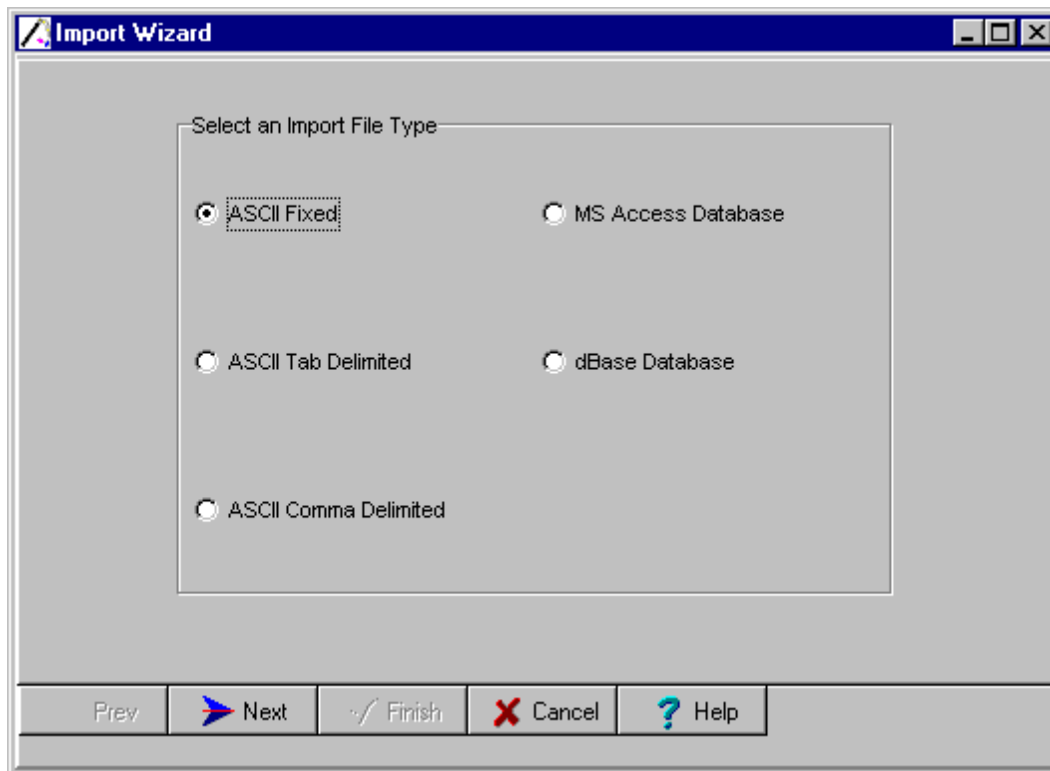 Import Wizard
Select an Import File Type
ASCII Fixed
MS Access Database
ASCII Tab Delimited
dBase Database
ASCII Comma Delimited
Prev
Next
Finish
Cancel
Help